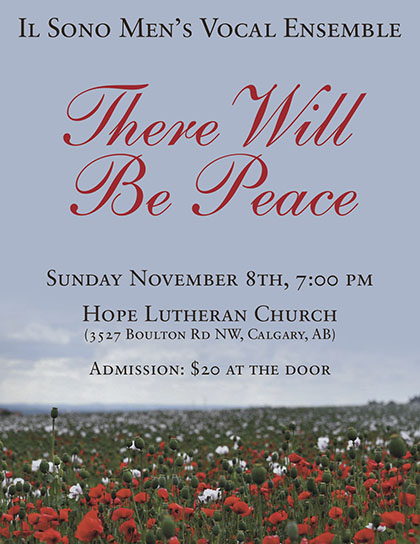 Il Sono Men's Vocal Ensemble
There Will
Be Peace
Sunday November 8th, 7:00 pm
Hope Lutheran Church
(3527 Boulton Rd NW, Calgary, AB)
Admission: $20 at the door